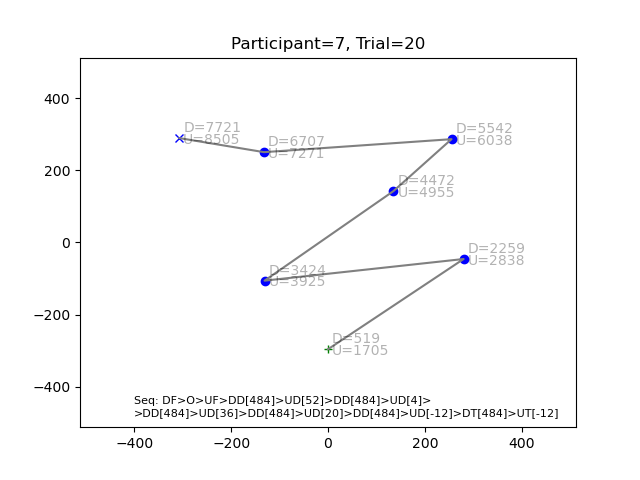 Participant=7, Trial=20
400
200
0
−200
−400
D=7721
U=8505
D=6707
U=7271
D=5542
U=6038
D=4472
U=4955
D=2259
U=2838
D=3424
U=3925
D=519
U=1705
Seq: DF>O>UF>DD[484]>UD[52]>DD[484]>UD[4]>
>DD[484]>UD[36]>DD[484]>UD[20]>DD[484]>UD[-12]>DT[484]>UT[-12]
−400 −200 0 200 400